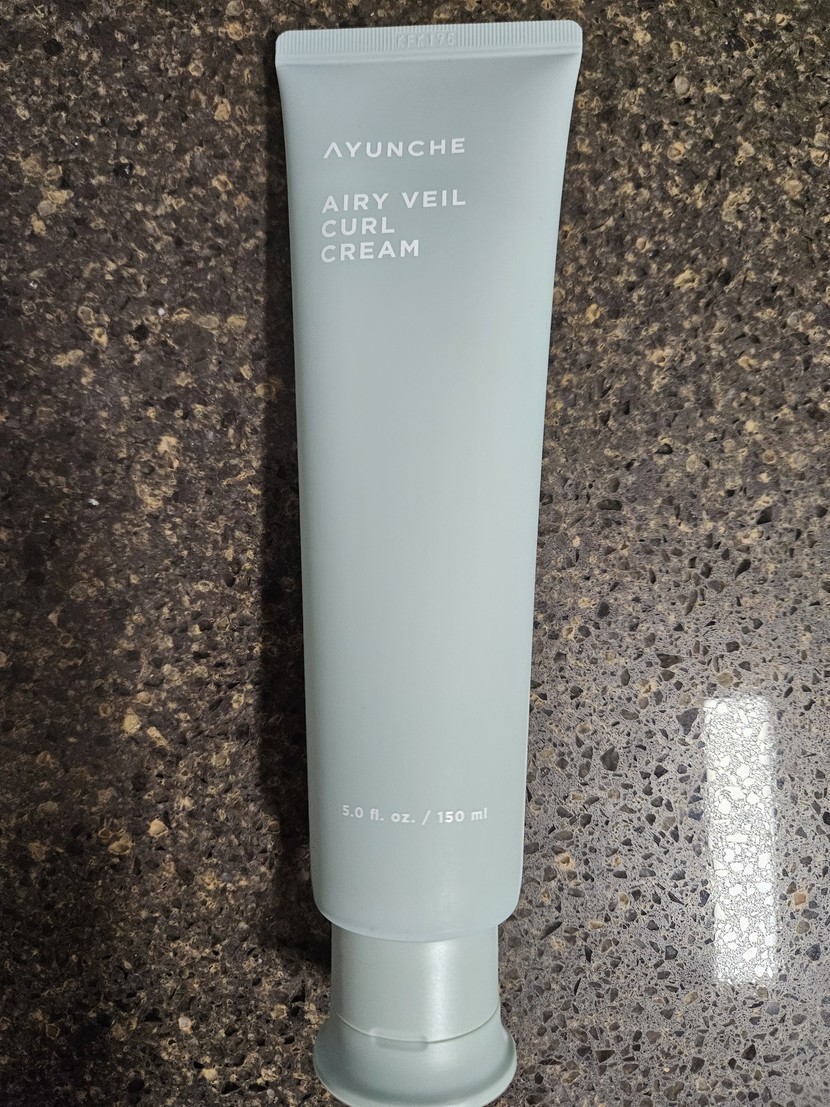 AYUNCHE
AIRY VEIL
CURL
CREAM
5.0 fl. oz. / 150 ml